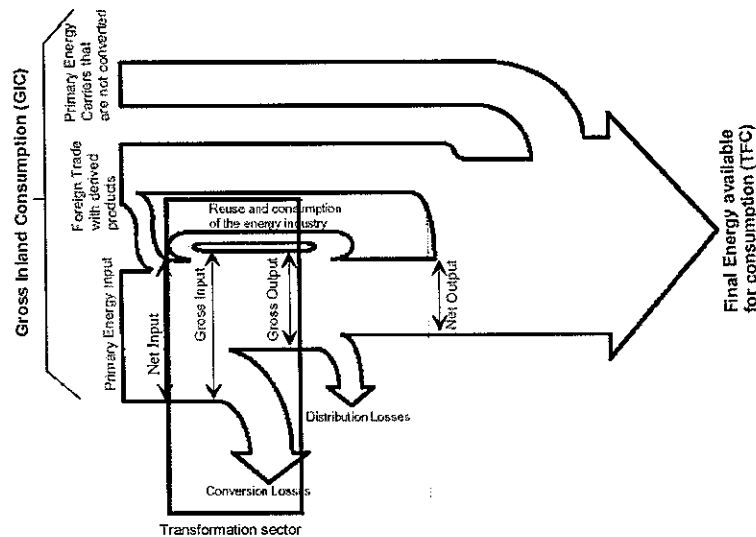 Gross Inland Consumption (GIC)
Primary Energy
Carriers that
are not converted
Foreign Trade
with derived
products
Primary Energy Input
Reuse and consumption
of the energy industry
Net Input
Gross Input
Gross Output
Net Output
Distribution Losses
Conversion Losses
Transformation sector
Final Energy available
for consumption (TFC)